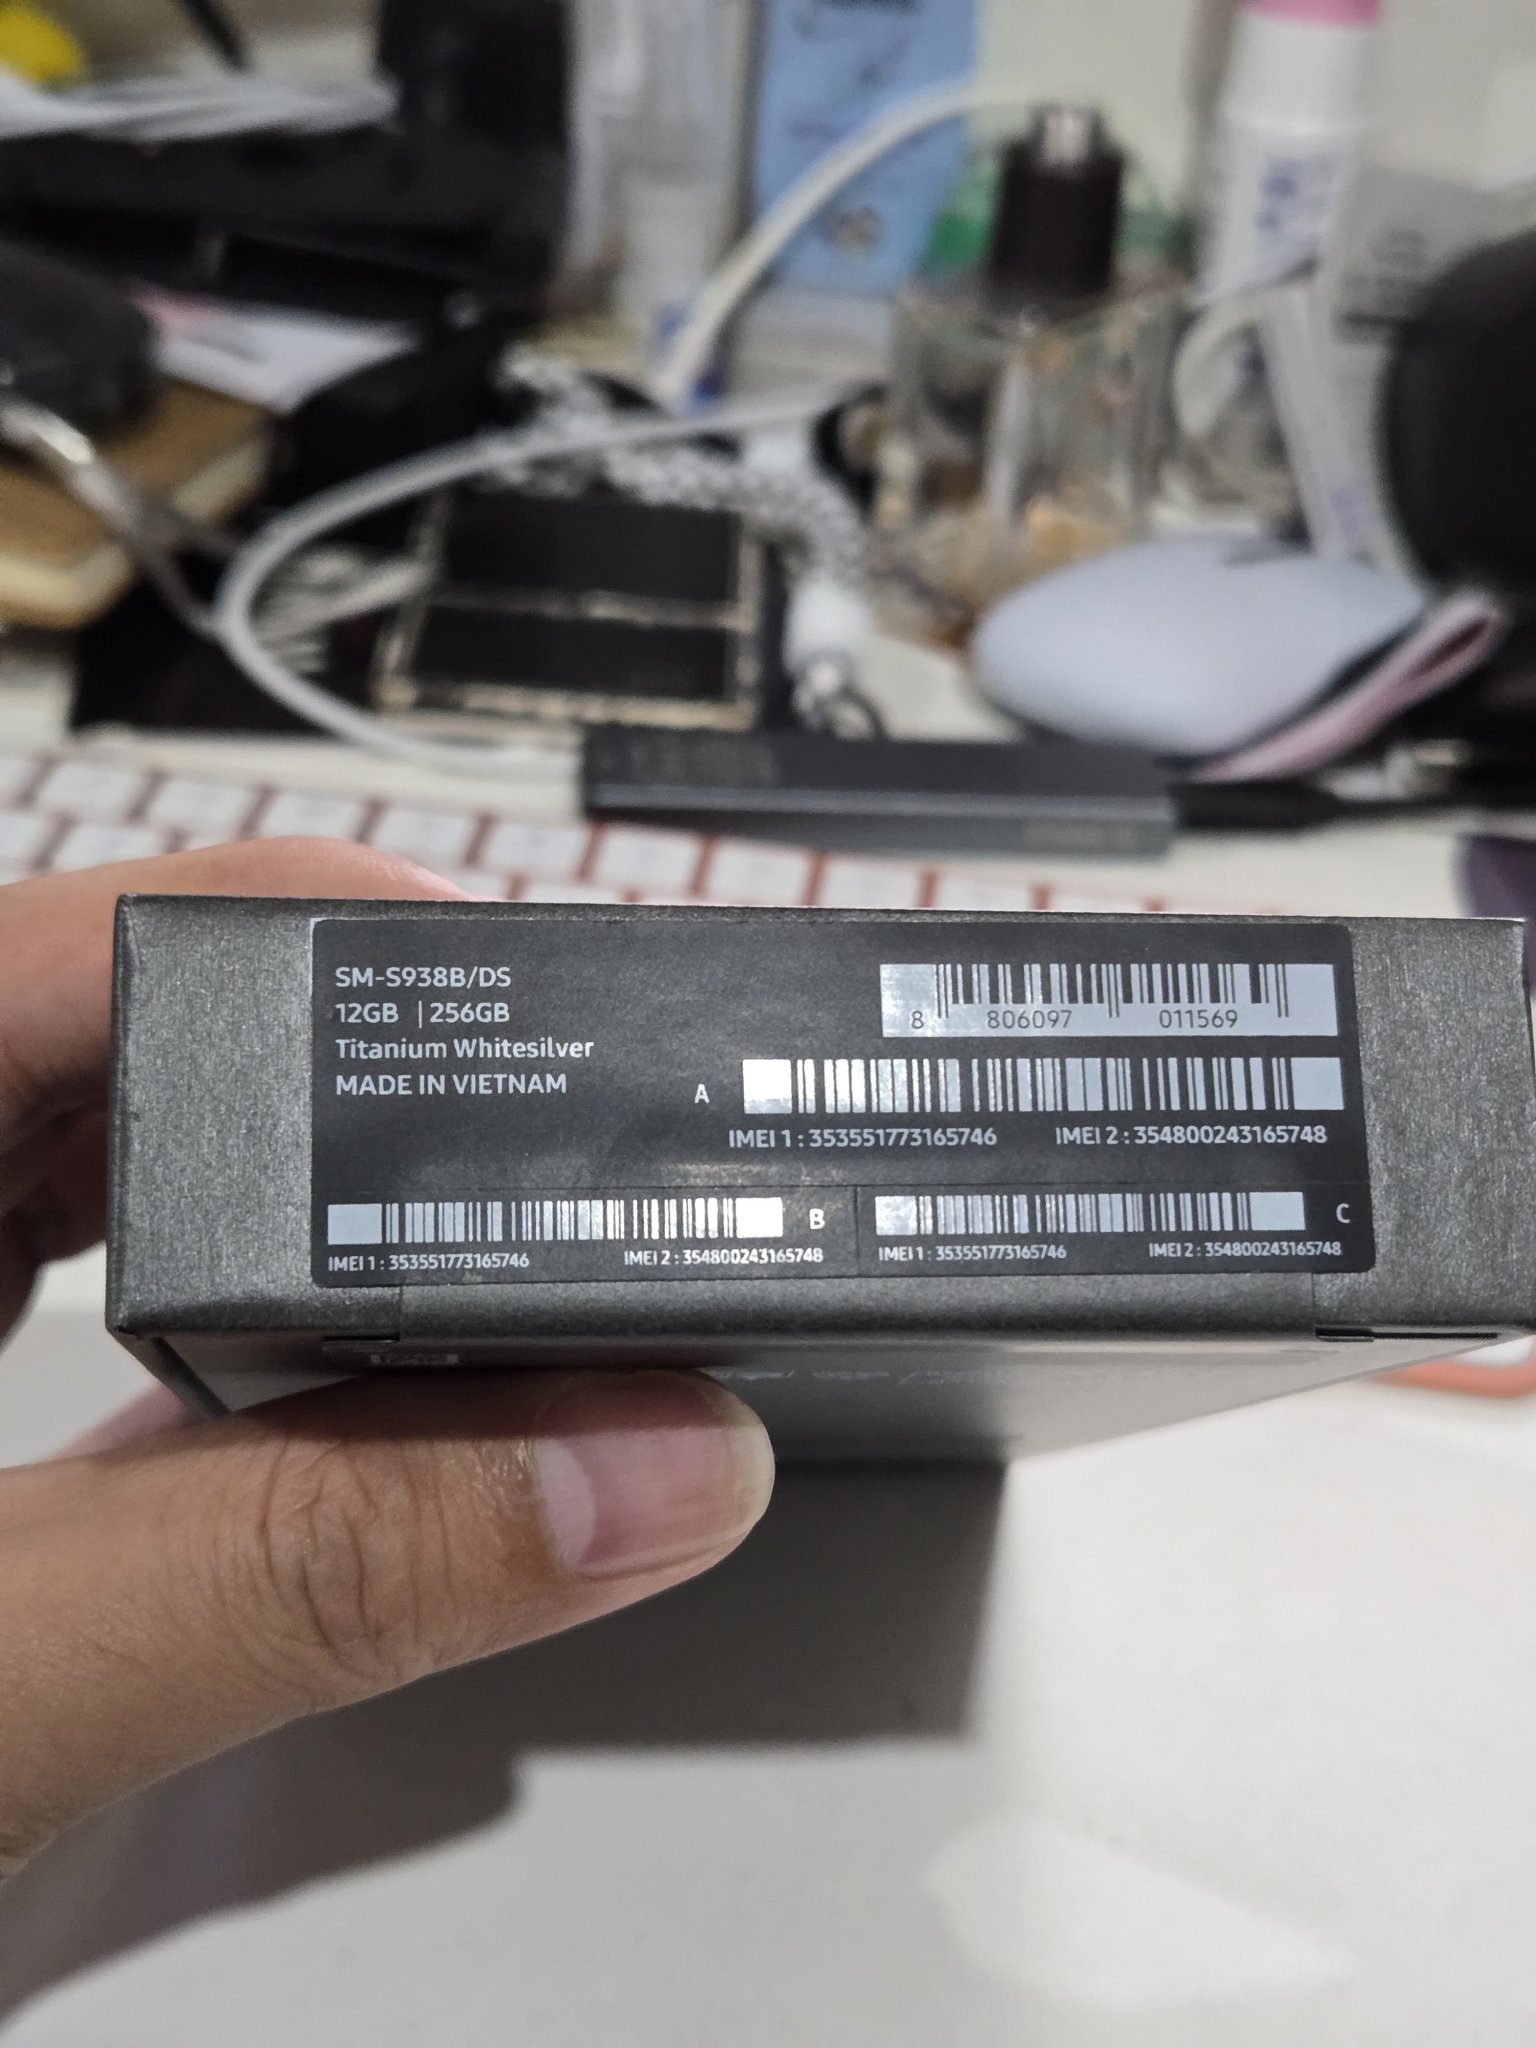 SM-S938B/DS
12GB | 256GB
Titanium Whitesilver
MADE IN VIETNAM
8 806097 011569
A
IMEI 1 : 353551773165746 IMEI 2 : 354800243165748
B
IMEI 1 : 353551773165746 IMEI 2 : 354800243165748
C
IMEI 1 : 353551773165746 IMEI 2 : 354800243165748